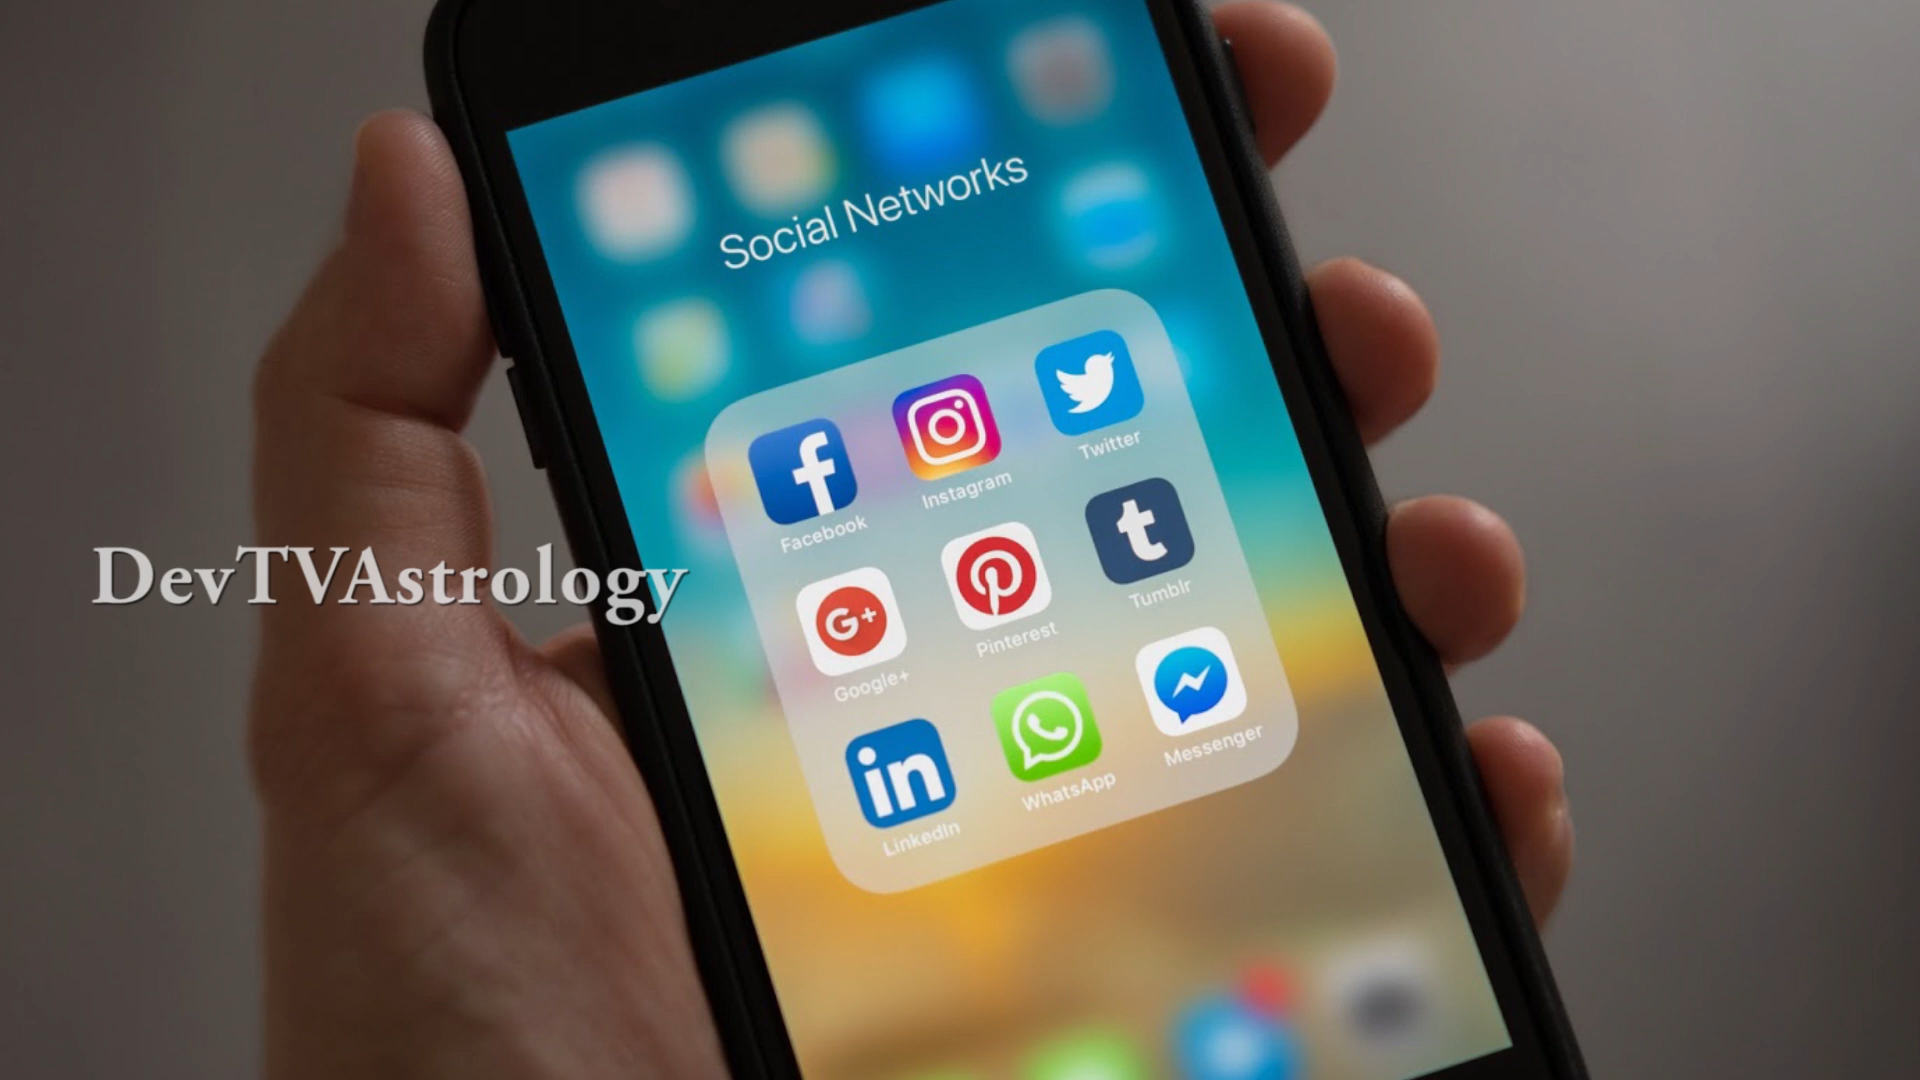 Social Networks
Facebook
Instagram
Twitter
Google+
Pinterest
Tumblr
LinkedIn
WhatsApp
Messenger
DevTVAstrology